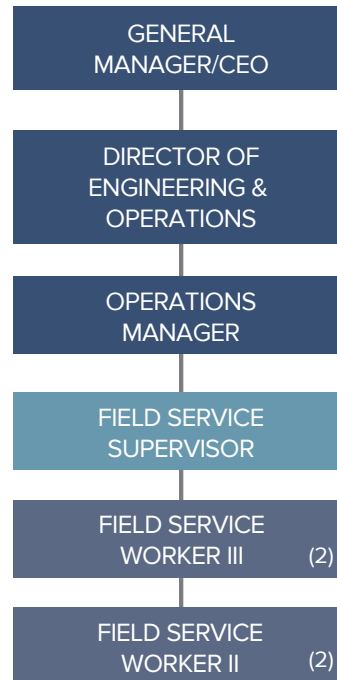 GENERAL
MANAGER/CEO
DIRECTOR OF
ENGINEERING &
OPERATIONS
OPERATIONS
MANAGER
FIELD SERVICE
SUPERVISOR
FIELD SERVICE
WORKER III (2)
FIELD SERVICE
WORKER II (2)